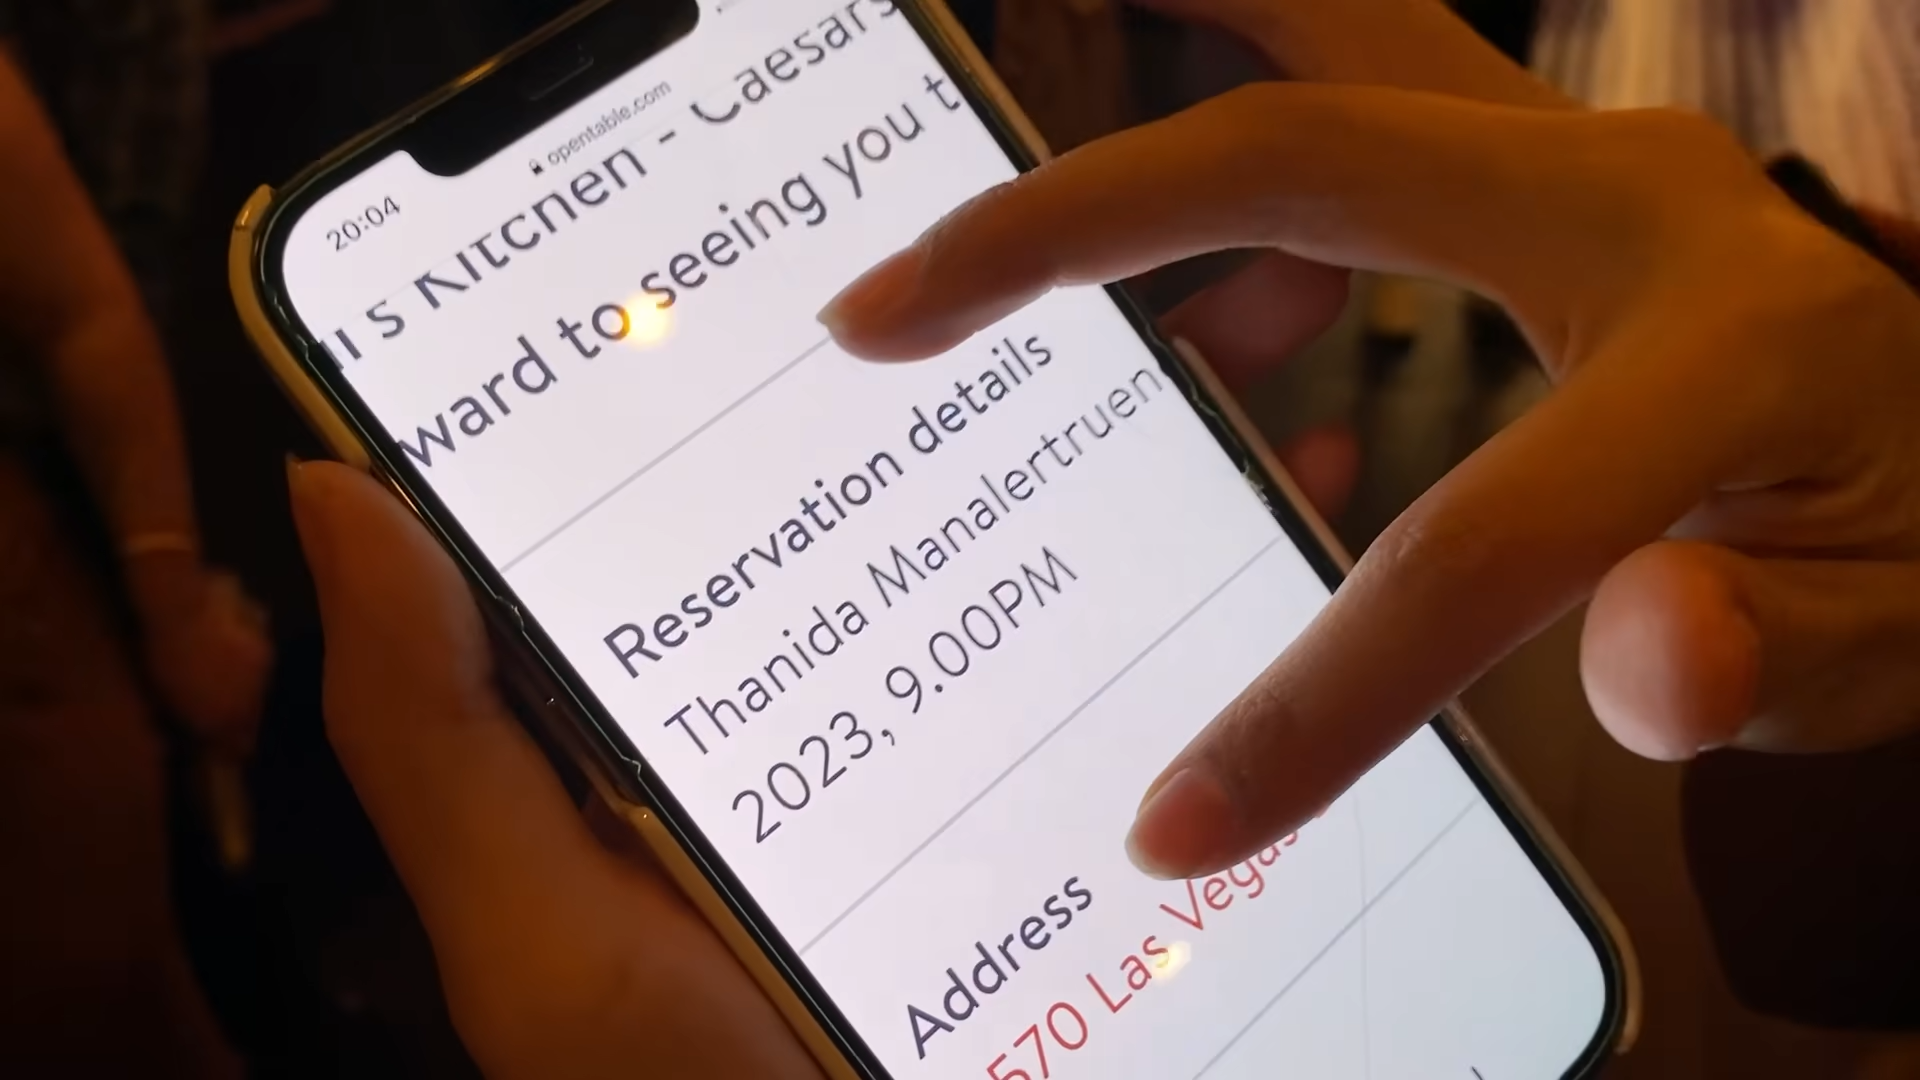 20:04
opentable.com
Kitchen - Caesars
ward to seeing you t
Reservation details
Thanida Manalertruen
2023, 9.00PM
Address
570 Las Vegas